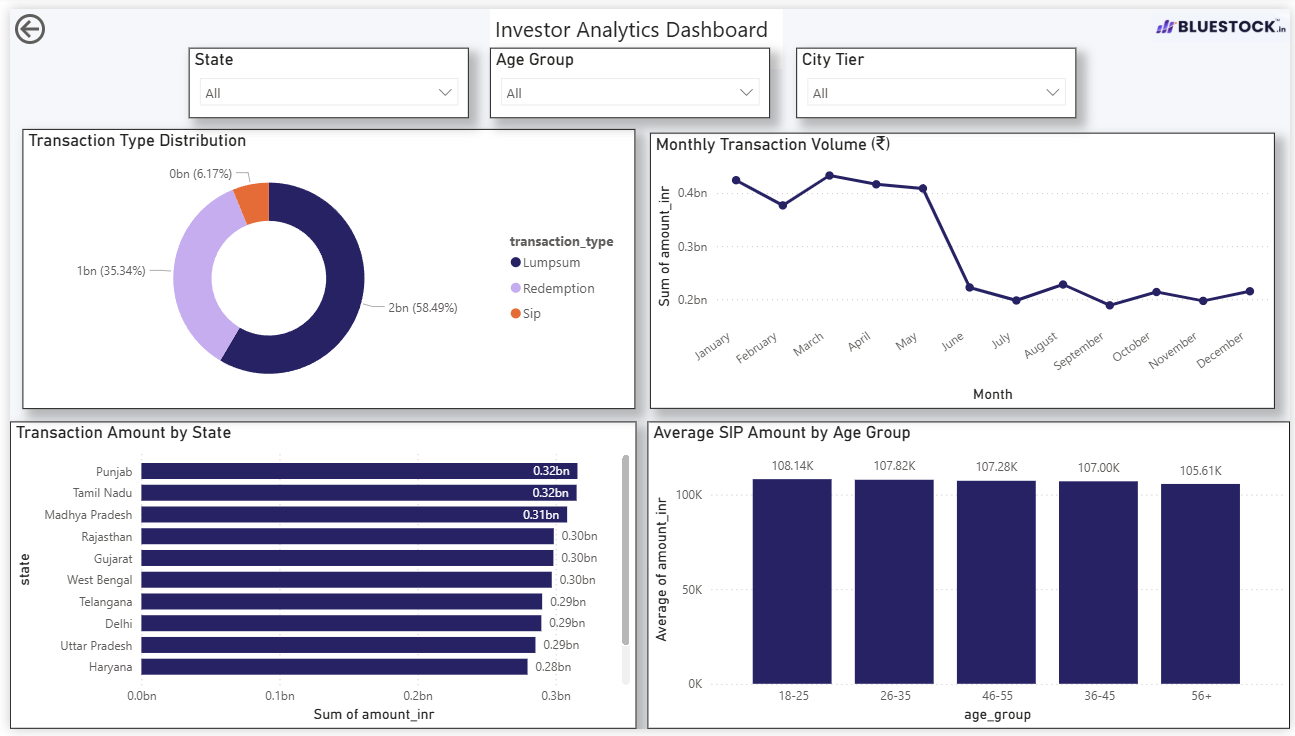 Investor Analytics Dashboard
BLUESTOCK.in
State
All
Age Group
All
City Tier
All
Transaction Type Distribution
0bn (6.17%)
1bn (35.34%)
2bn (58.49%)
transaction_type
Lumpsum
Redemption
Sip
Monthly Transaction Volume (₹)
Sum of amount_inr
0.4bn
0.3bn
0.2bn
January
February
March
April
May
June
July
August
September
October
November
December
Month
Transaction Amount by State
state
Punjab 0.32bn
Tamil Nadu 0.32bn
Madhya Pradesh 0.31bn
Rajasthan 0.30bn
Gujarat 0.30bn
West Bengal 0.30bn
Telangana 0.29bn
Delhi 0.29bn
Uttar Pradesh 0.29bn
Haryana 0.28bn
0.0bn 0.1bn 0.2bn 0.3bn
Sum of amount_inr
Average SIP Amount by Age Group
Average of amount_inr
108.14K 107.82K 107.28K 107.00K 105.61K
100K
50K
0K
18-25 26-35 46-55 36-45 56+
age_group